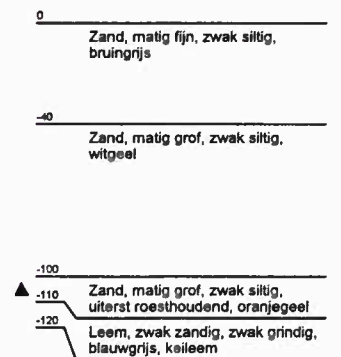 0
Zand, matig fijn, zwak siltig,
bruingrijs
-40
Zand, matig grof, zwak siltig,
witgeel
-100
Zand, matig grof, zwak siltig,
-110
uiterst roesthoudend, oranjegeel
-120
Leem, zwak zandig, zwak grindig,
blauwgrijs, keileem